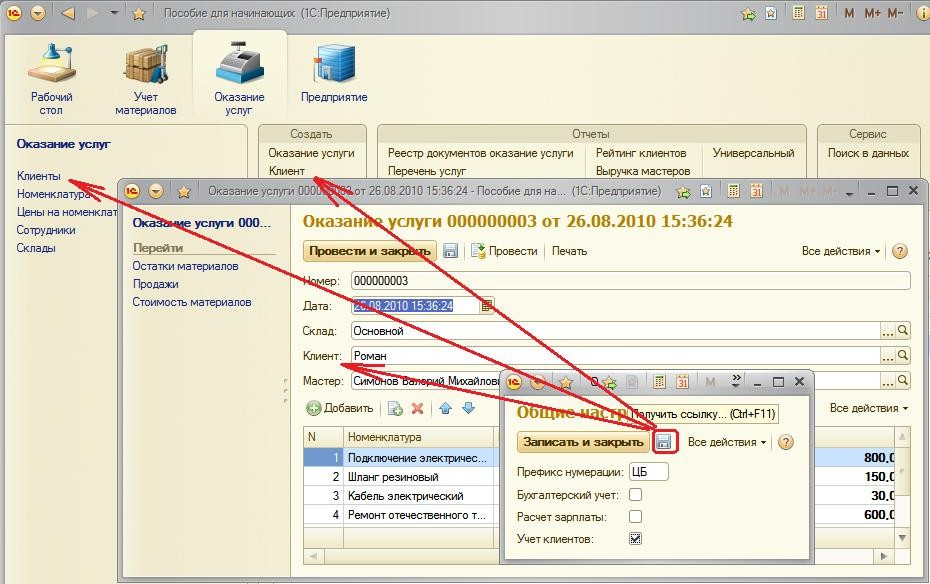 Пособие для начинающих (1С:Предприятие)
M M+ M-
Рабочий стол
Учет материалов
Оказание услуг
Предприятие
Оказание услуг
Клиенты
Номенклатура
Цены на номенклат
Сотрудники
Склады
Создать
Оказание услуги
Клиент
Отчеты
Реестр документов оказание услуги
Рейтинг клиентов
Универсальный
Перечень услуг
Выручка мастеров
Сервис
Поиск в данных
Оказание услуги 000000003 от 26.08.2010 15:36:24 - Пособие для на... (1С:Предприятие)
M M+ M-
Оказание услуги 000...
Перейти
Остатки материалов
Продажи
Стоимость материалов
Оказание услуги 000000003 от 26.08.2010 15:36:24
Провести и закрыть
Провести
Печать
Все действия
Номер: 000000003
Дата: 26.08.2010 15:36:24
Склад: Основной
Клиент: Роман
Мастер: Симонов Валерий Михайлов
Добавить
Все действия
N Номенклатура
1 Подключение электричес... 800,0
2 Шланг резиновый 150,0
3 Кабель электрический 30,0
4 Ремонт отечественного т... 600,0
M
Общие настр
Получить ссылку... (Ctrl+F11)
Записать и закрыть
Все действия
Префикс нумерации: ЦБ
Бухгалтерский учет:
Расчет зарплаты:
Учет клиентов: